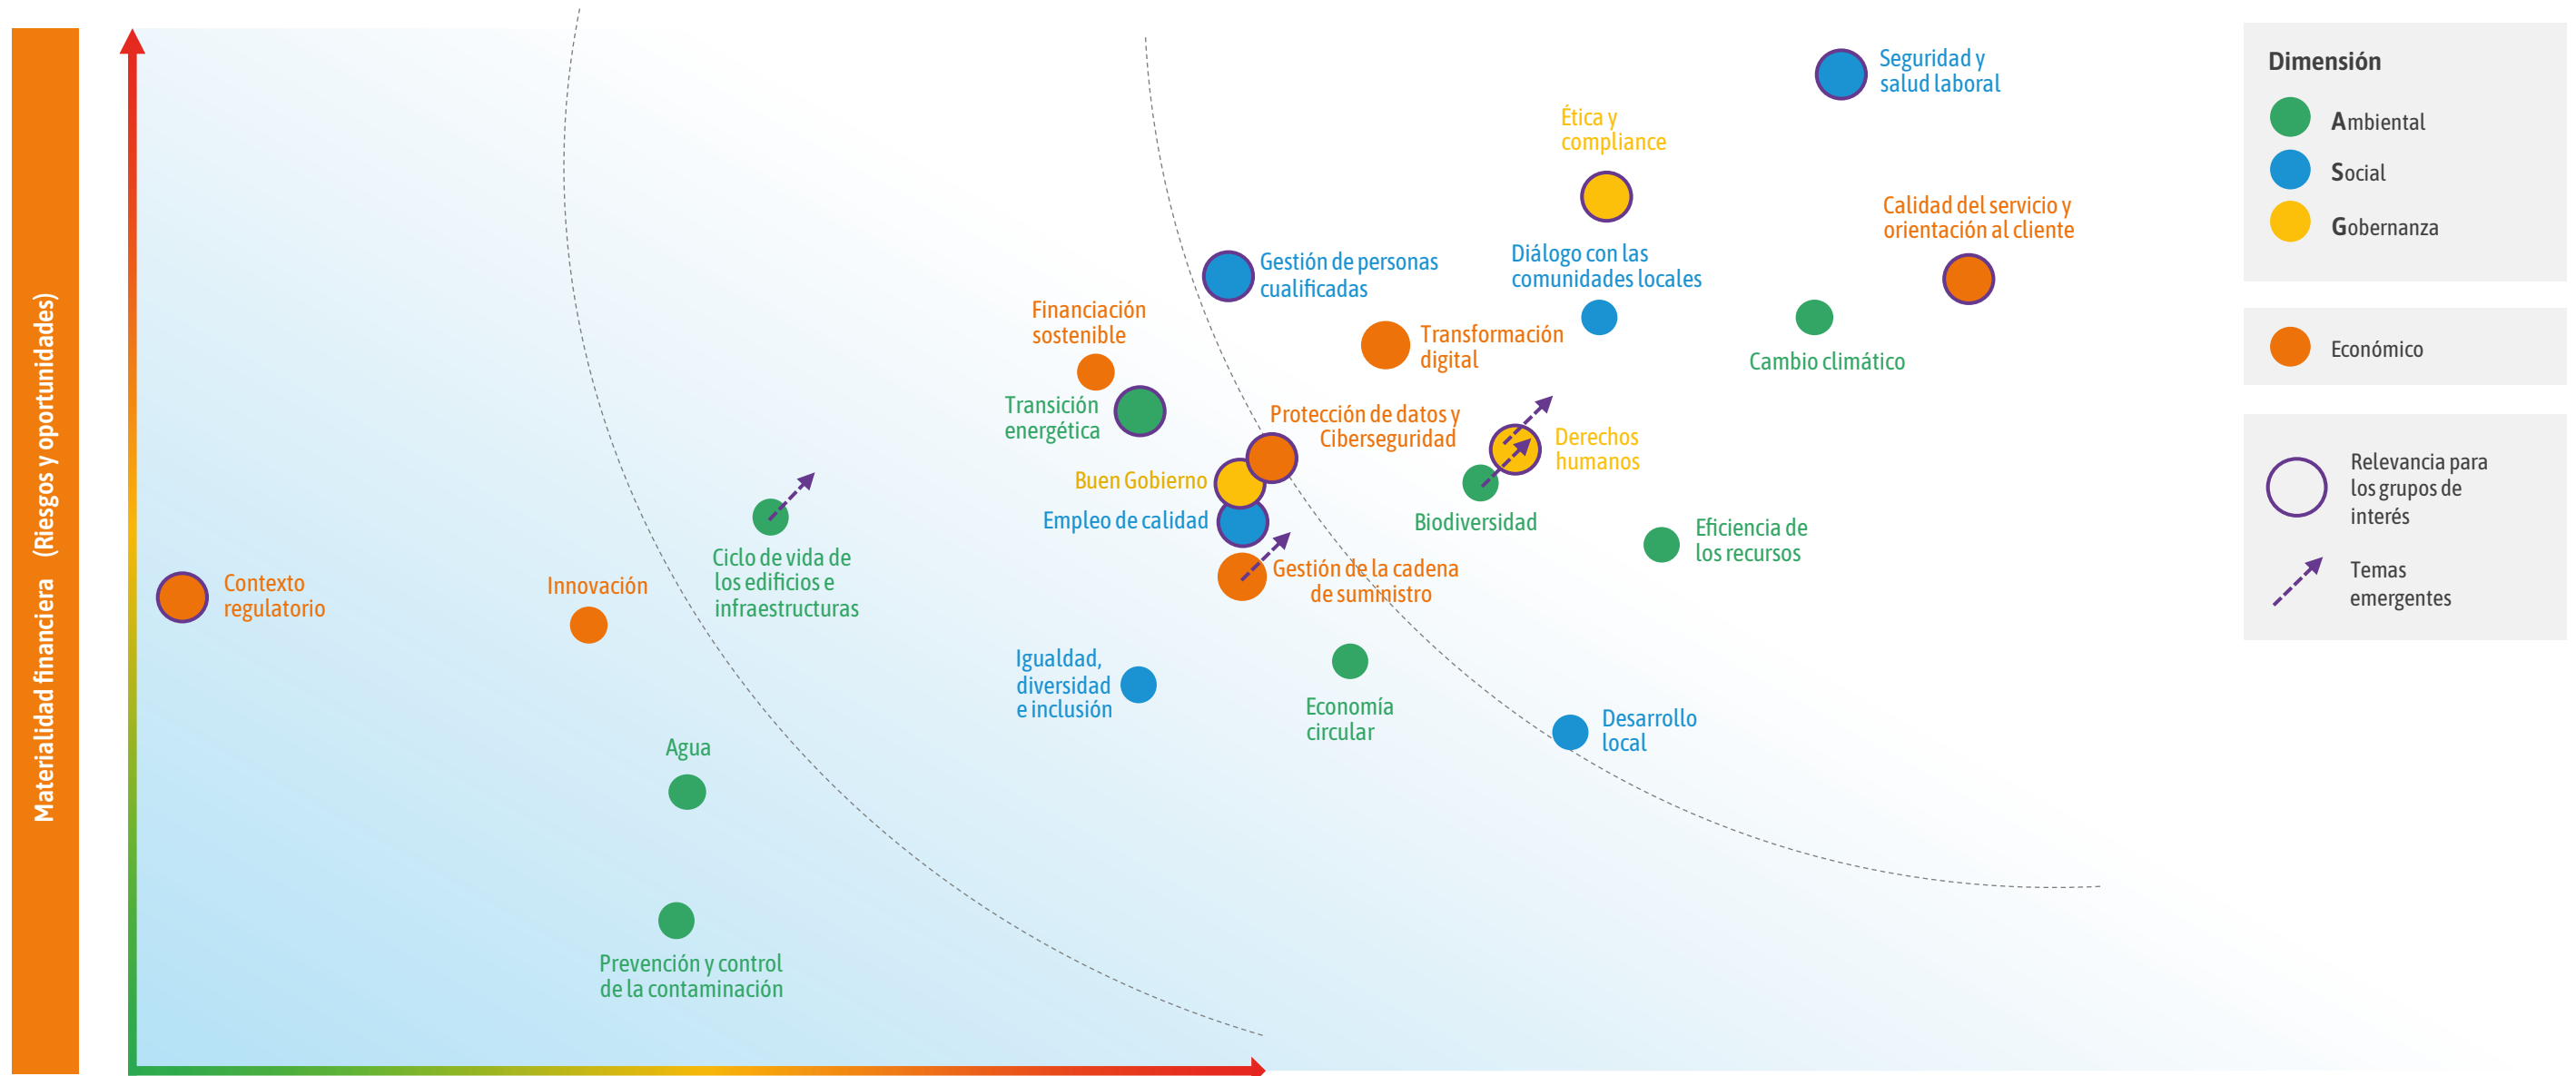 Materialidad financiera (Riesgos y oportunidades)
Seguridad y
salud laboral
Ética y
compliance
Calidad del servicio y
orientación al cliente
Diálogo con las
comunidades locales
Gestión de personas
cualificadas
Financiación
sostenible
Transformación
digital
Cambio climático
Transición
energética
Protección de datos y
Ciberseguridad
Derechos
humanos
Buen Gobierno
Empleo de calidad
Biodiversidad
Eficiencia de
los recursos
Ciclo de vida de
los edificios e
infraestructuras
Gestión de la cadena
de suministro
Contexto
regulatorio
Innovación
Igualdad,
diversidad
e inclusión
Economía
circular
Desarrollo
local
Agua
Prevención y control
de la contaminación
Dimensión
Ambiental
Social
Gobernanza
Económico
Relevancia para
los grupos de
interés
Temas
emergentes